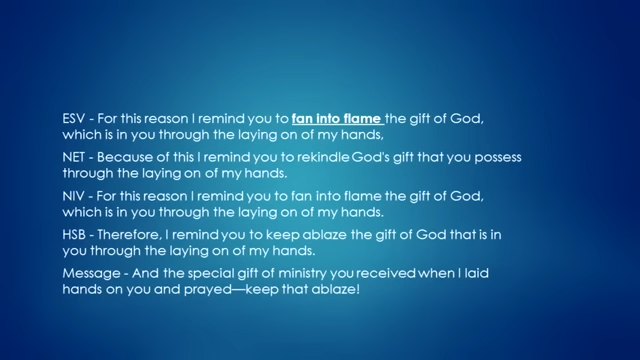 ESV - For this reason I remind you to fan into flame the gift of God,
which is in you through the laying on of my hands,
NET - Because of this I remind you to rekindle God's gift that you possess
through the laying on of my hands.
NIV - For this reason I remind you to fan into flame the gift of God,
which is in you through the laying on of my hands.
HSB - Therefore, I remind you to keep ablaze the gift of God that is in
you through the laying on of my hands.
Message - And the special gift of ministry you received when I laid
hands on you and prayed—keep that ablaze!